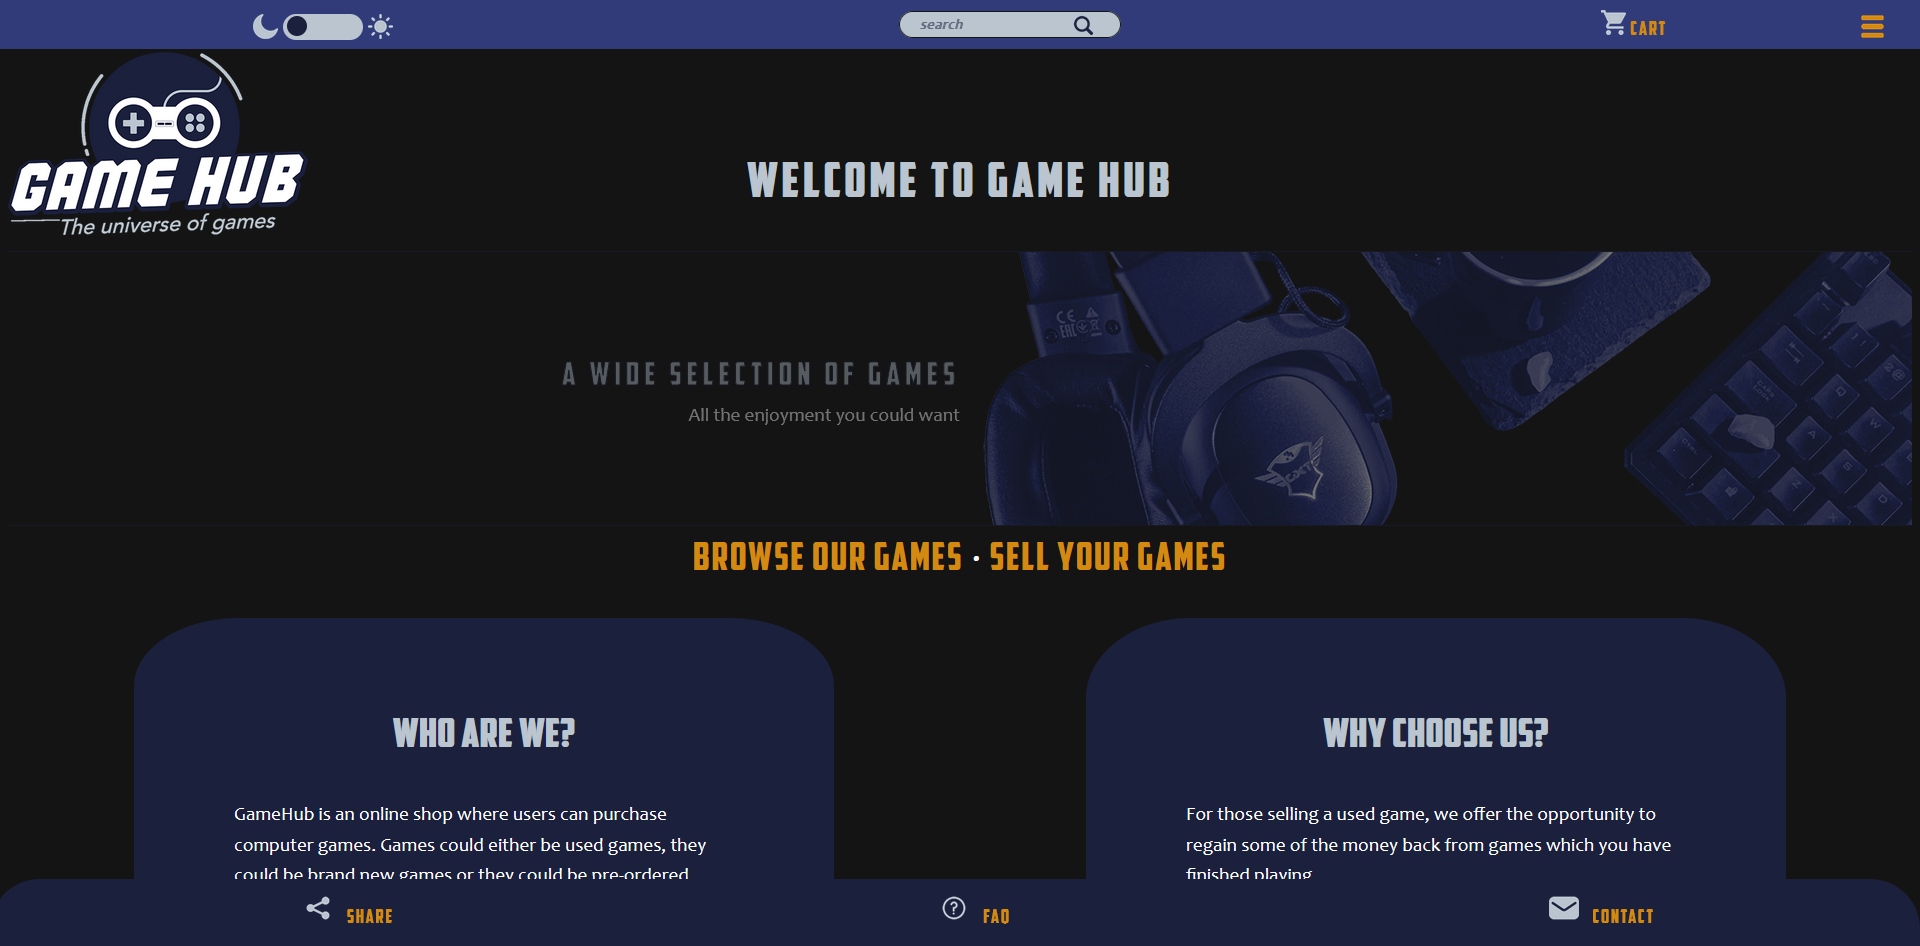 search
CART
GAME HUB
The universe of games
WELCOME TO GAME HUB
A WIDE SELECTION OF GAMES
All the enjoyment you could want
BROWSE OUR GAMES · SELL YOUR GAMES
WHO ARE WE?
GameHub is an online shop where users can purchase
computer games. Games could either be used games, they
could be brand new games or they could be pre-ordered
WHY CHOOSE US?
For those selling a used game, we offer the opportunity to
regain some of the money back from games which you have
finished playing
SHARE
FAQ
CONTACT